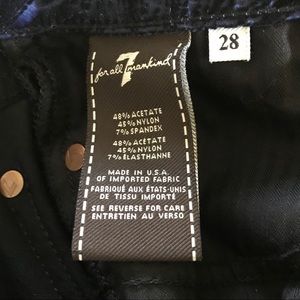 7
for all mankind
28
48% ACETATE
45% NYLON
7% SPANDEX
48% ACÉTATE
45% NYLON
7% ÉLASTHANNE
MADE IN U.S.A.
OF IMPORTED FABRIC
FABRIQUÉ AUX ÉTATS-UNIS
DE TISSU IMPORTÉ
SEE REVERSE FOR CARE
ENTRETIEN AU VERSO